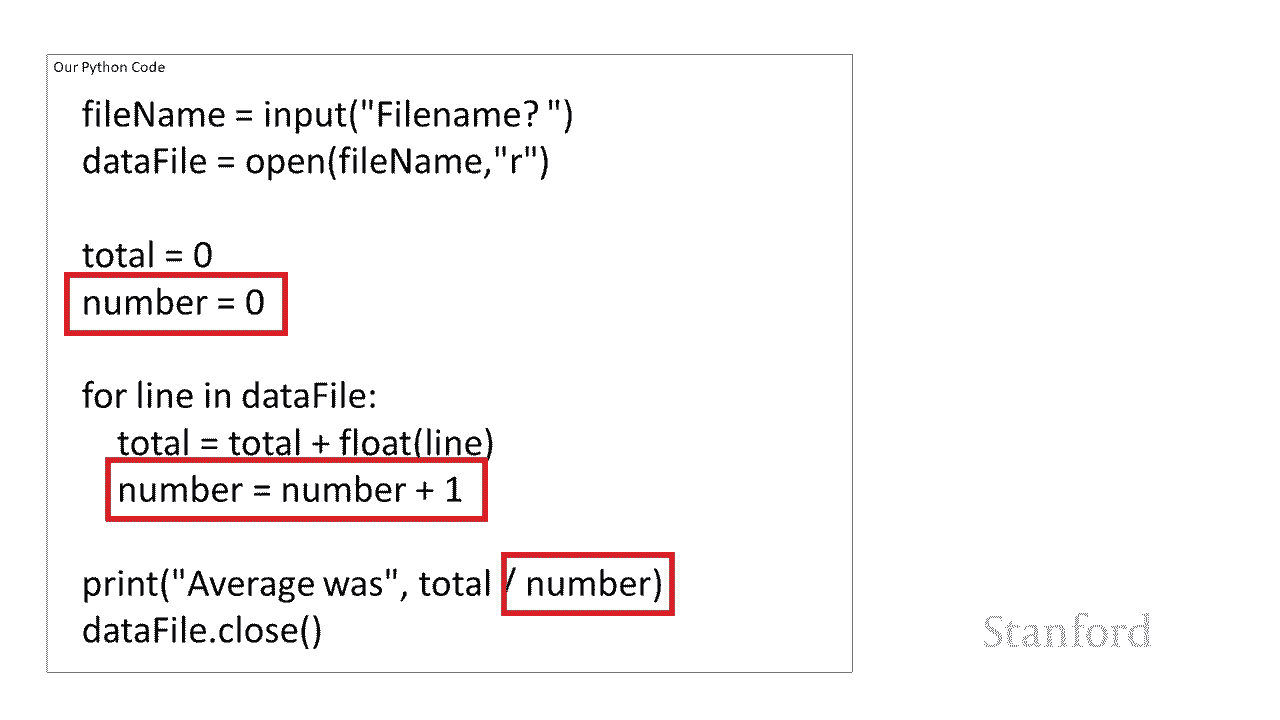 Our Python Code
fileName = input("Filename? ")
dataFile = open(fileName,"r")
total = 0
number = 0
for line in dataFile:
total = total + float(line)
number = number + 1
print("Average was", total / number)
dataFile.close()
Stanford